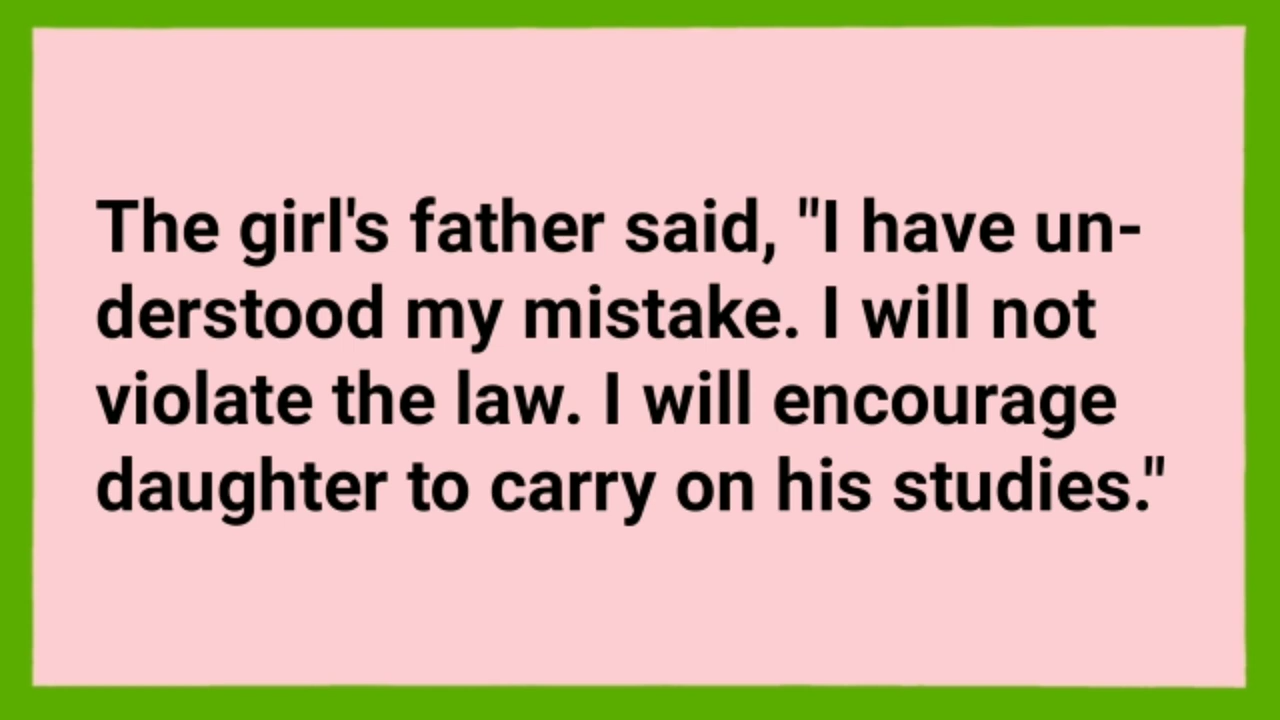 The girl's father said, "I have un-
derstood my mistake. I will not
violate the law. I will encourage
daughter to carry on his studies."